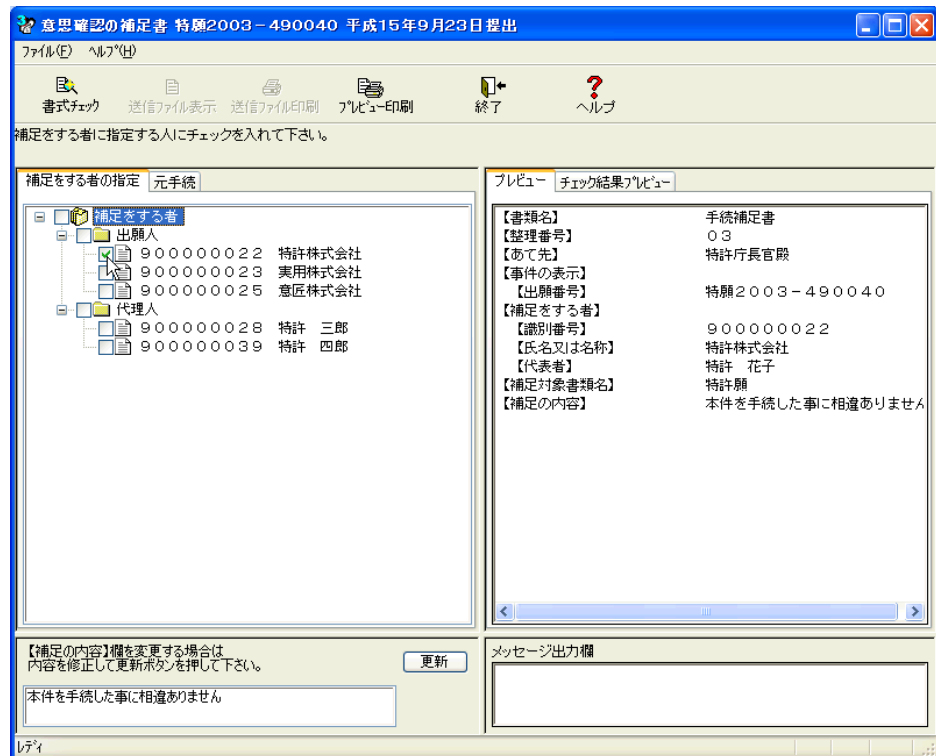 意思確認の補足書 特願2003-490040 平成15年9月23日提出
ファイル(F) ヘルプ(H)
書式チェック 送信ファイル表示 送信ファイル印刷 プレビュー印刷 終了 ヘルプ
補足をする者に指定する人にチェックを入れて下さい。
補足をする者の指定 元手続
補足をする者
出願人
900000022 特許株式会社
900000023 実用株式会社
900000025 意匠株式会社
代理人
900000028 特許 三郎
900000039 特許 四郎
プレビュー チェック結果プレビュー
【書類名】 手続補足書
【整理番号】 03
【あて先】 特許庁長官殿
【事件の表示】
【出願番号】 特願2003-490040
【補足をする者】
【識別番号】 900000022
【氏名又は名称】 特許株式会社
【代表者】 特許 花子
【補足対象書類名】 特許願
【補足の内容】 本件を手続した事に相違ありません
【補足の内容】欄を変更する場合は
内容を修正して更新ボタンを押して下さい。
更新
本件を手続した事に相違ありません
メッセージ出力欄
レディ